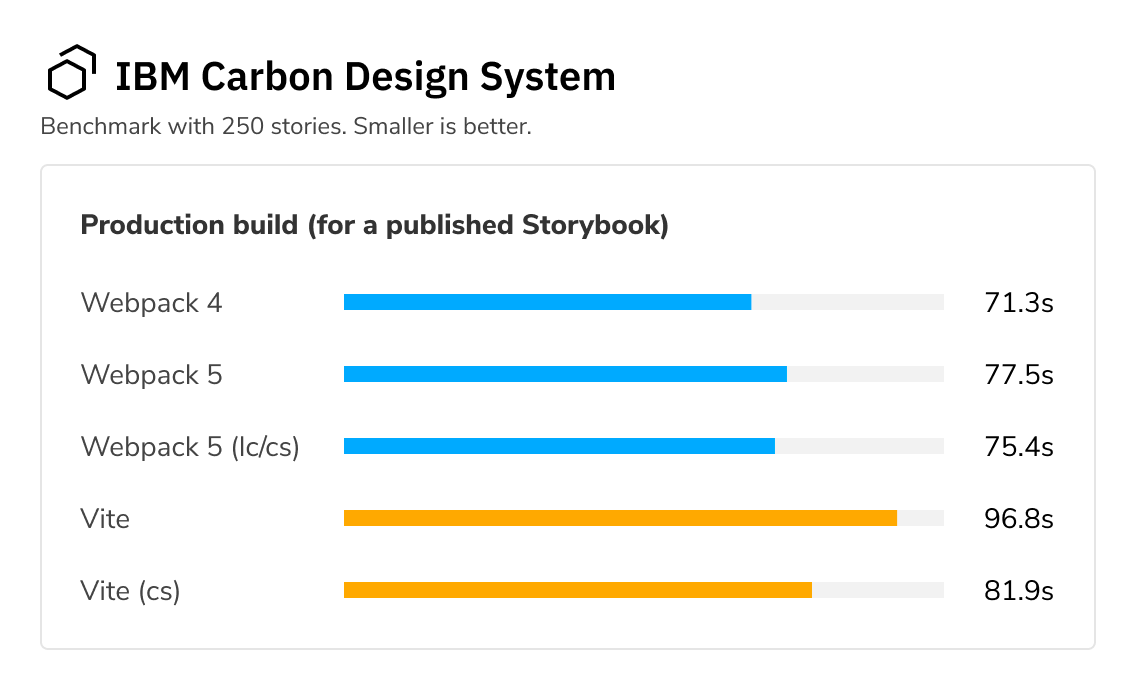 IBM Carbon Design System
Benchmark with 250 stories. Smaller is better.
Production build (for a published Storybook)
Webpack 4 71.3s
Webpack 5 77.5s
Webpack 5 (lc/cs) 75.4s
Vite 96.8s
Vite (cs) 81.9s